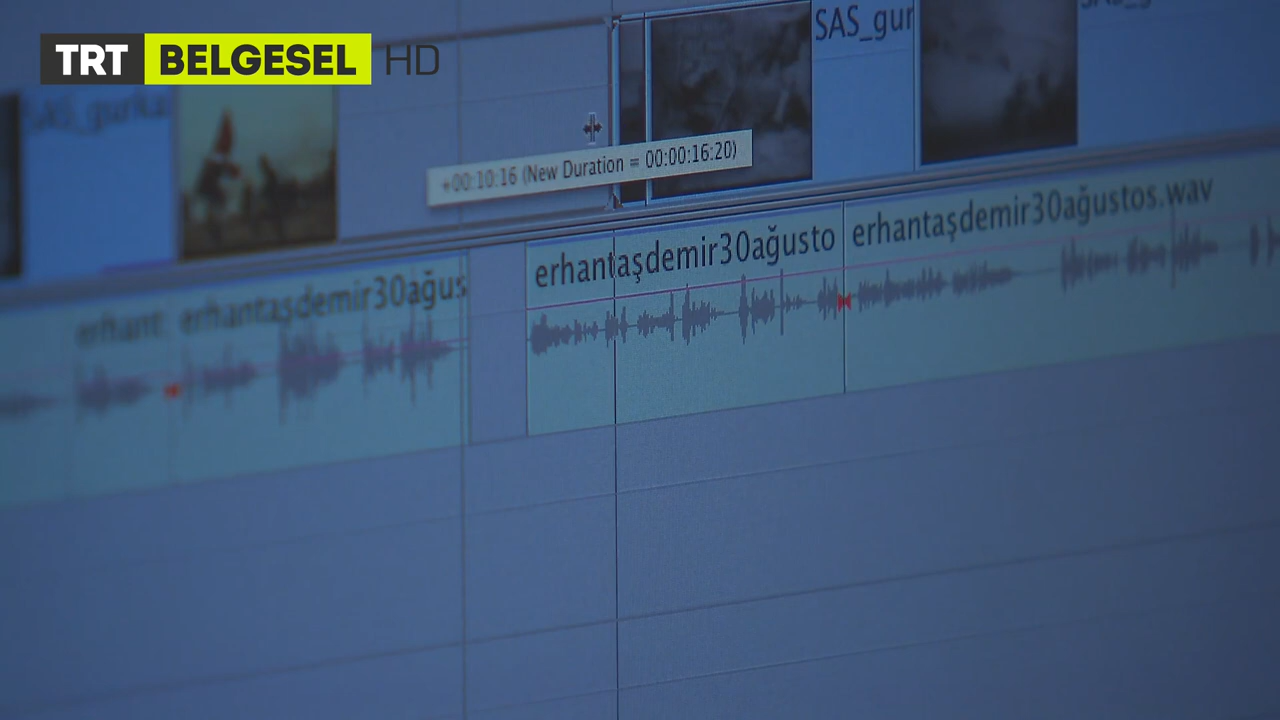 TRT BELGESEL HD
SAS_gur
SAS_gurka
+00:10:16 (New Duration = 00:00:16:20)
erhantaşdemir30ağustos.wav
erhantaşdemir30ağusto
erhant erhantaşdemir30ağus